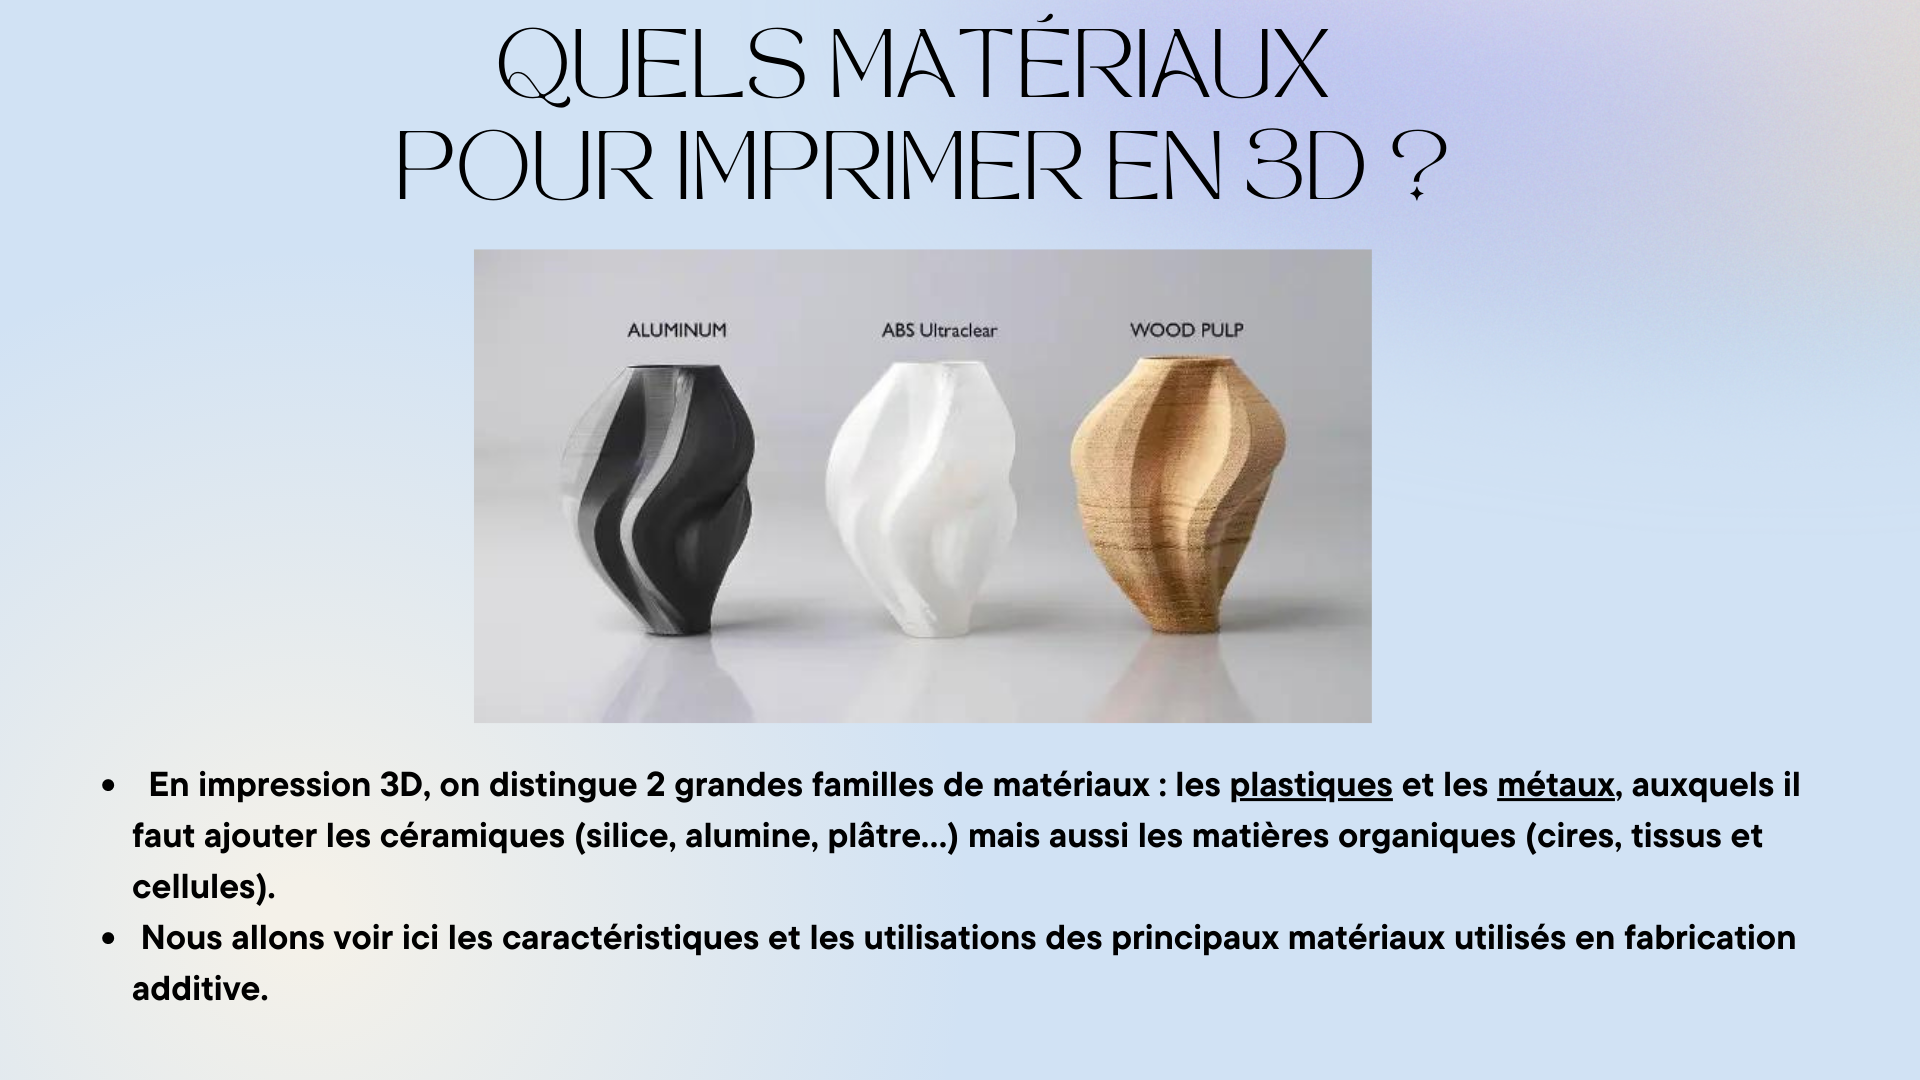 QUELS MATÉRIAUX
POUR IMPRIMER EN 3D ?
ALUMINUM
ABS Ultraclear
WOOD PULP
• En impression 3D, on distingue 2 grandes familles de matériaux : les plastiques et les métaux, auxquels il
faut ajouter les céramiques (silice, alumine, plâtre...) mais aussi les matières organiques (cires, tissus et
cellules).
• Nous allons voir ici les caractéristiques et les utilisations des principaux matériaux utilisés en fabrication
additive.